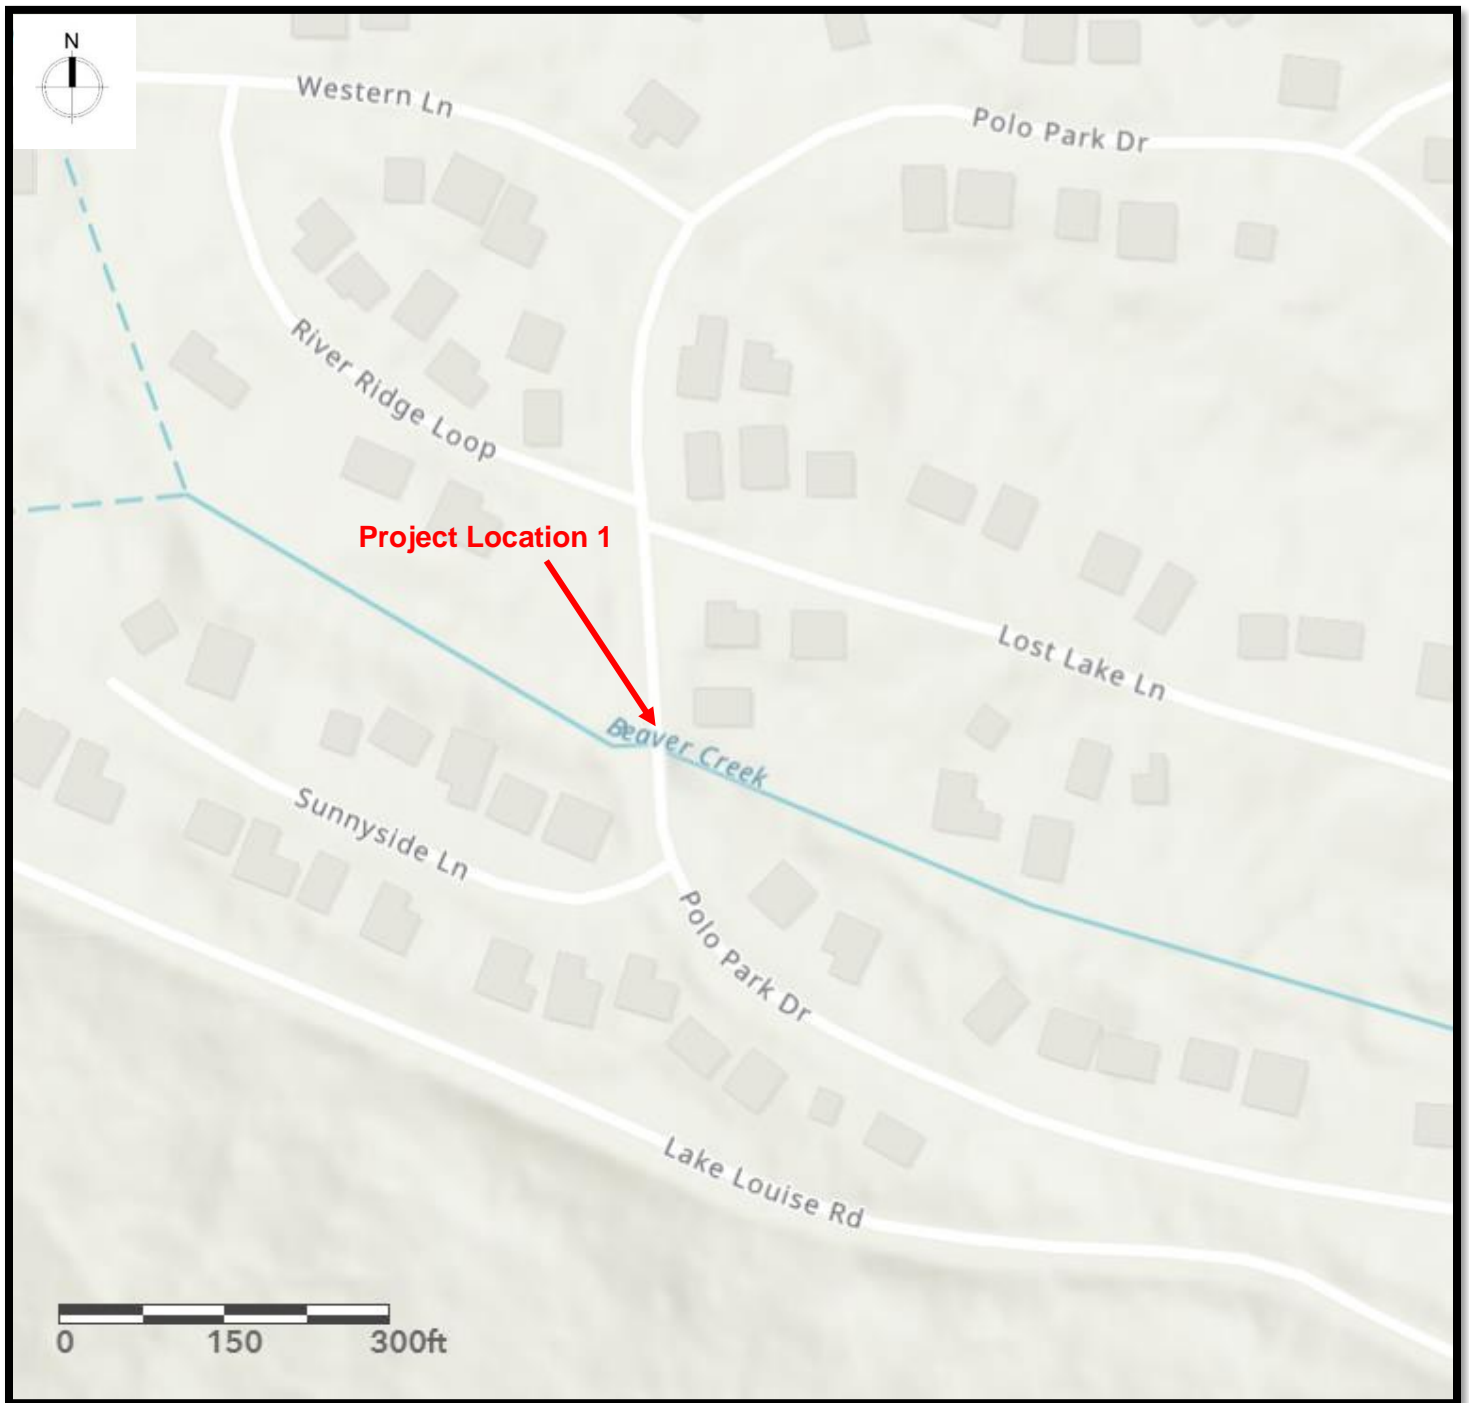 N
Western Ln
Polo Park Dr
River Ridge Loop
Project Location 1
Lost Lake Ln
Beaver Creek
Sunnyside Ln
Polo Park Dr
Lake Louise Rd
0 150 300ft